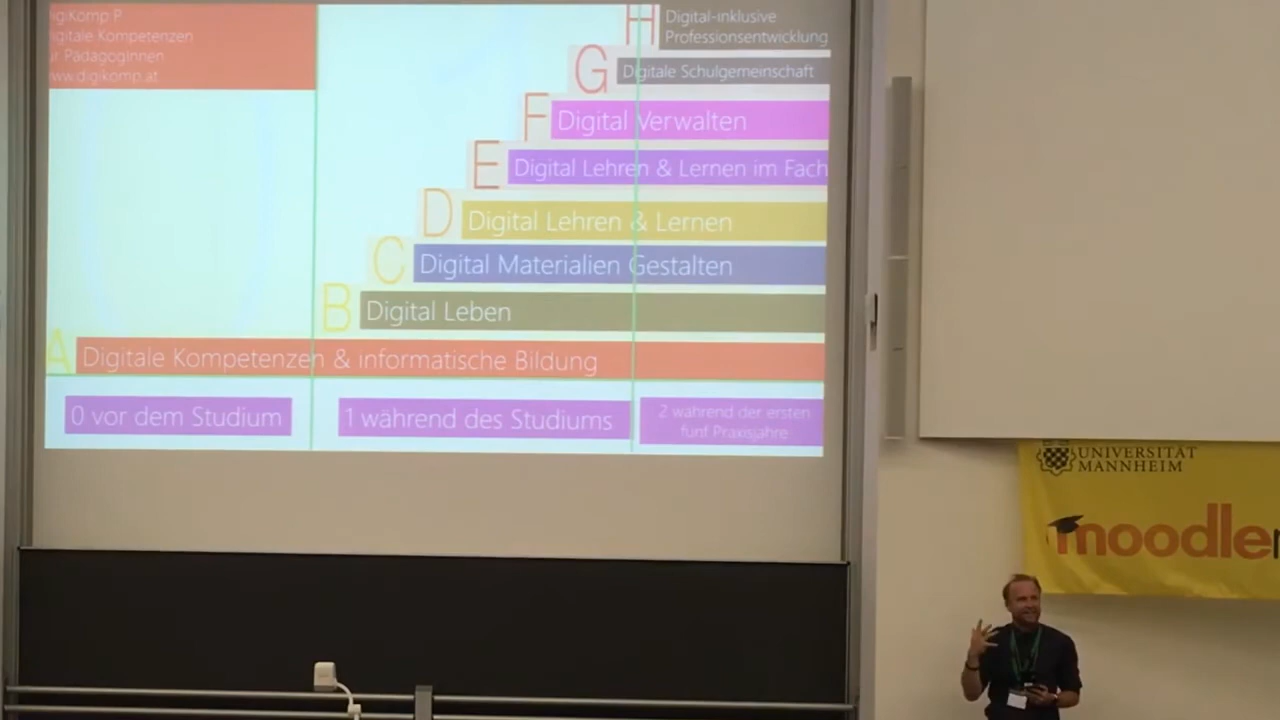 igiKomp P
igitale Kompetenzen
ür PädagogInnen
www.digikomp.at
H Digital-inklusive
Professionsentwicklung
G Digitale Schulgemeinschaft
F Digital Verwalten
E Digital Lehren & Lernen im Fach
D Digital Lehren & Lernen
C Digital Materialien Gestalten
B Digital Leben
A Digitale Kompetenzen & informatische Bildung
0 vor dem Studium
1 während des Studiums
2 während der ersten
fünf Praxisjahre
UNIVERSITÄT
MANNHEIM
moodle